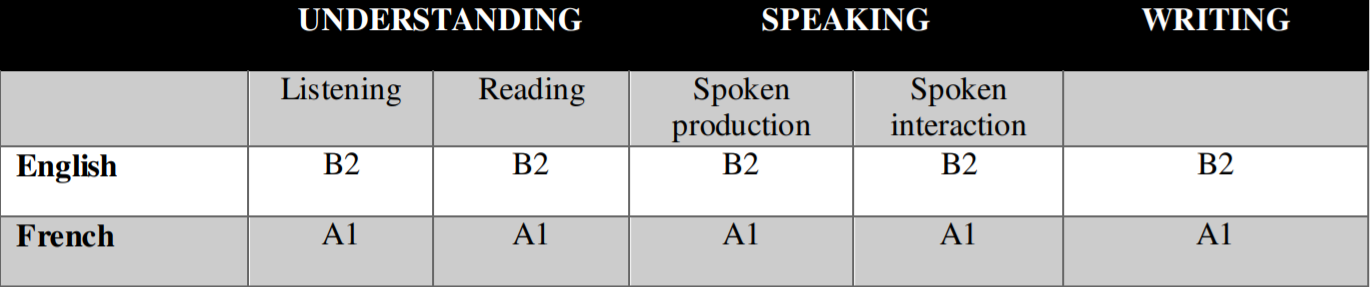 UNDERSTANDING SPEAKING WRITING
Listening Reading Spoken production Spoken interaction
English B2 B2 B2 B2 B2
French A1 A1 A1 A1 A1